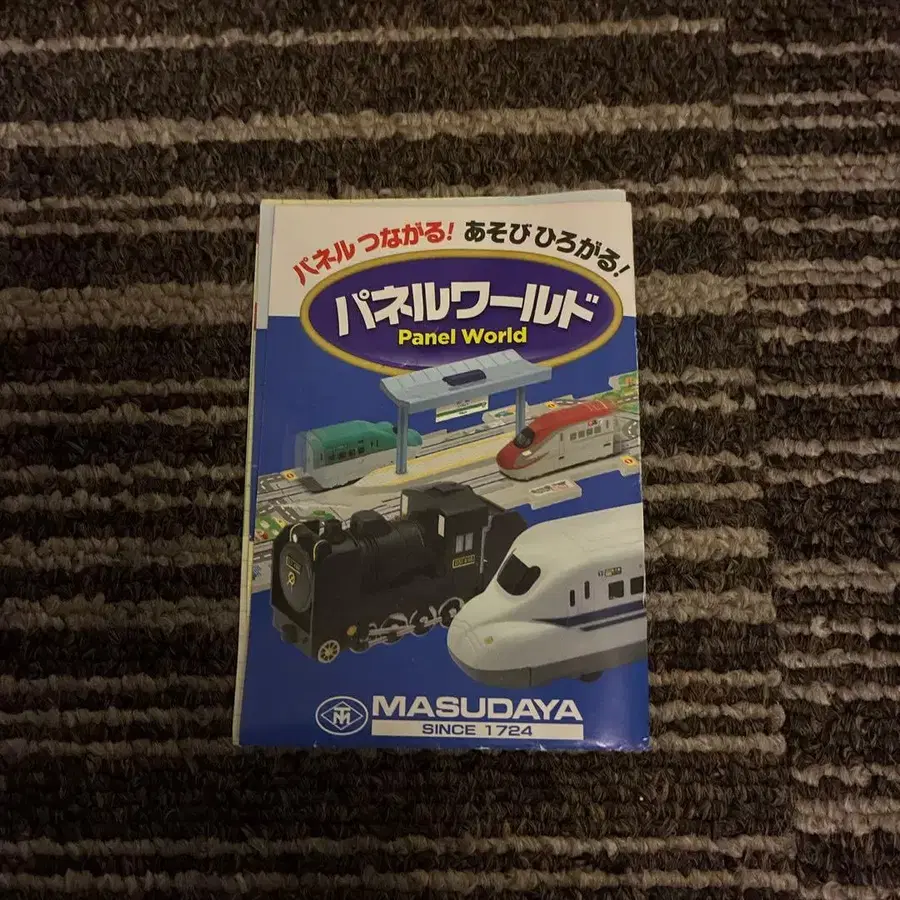 パネル つながる! あそび ひろがる!
パネルワールド
Panel World
MASUDAYA
SINCE 1724